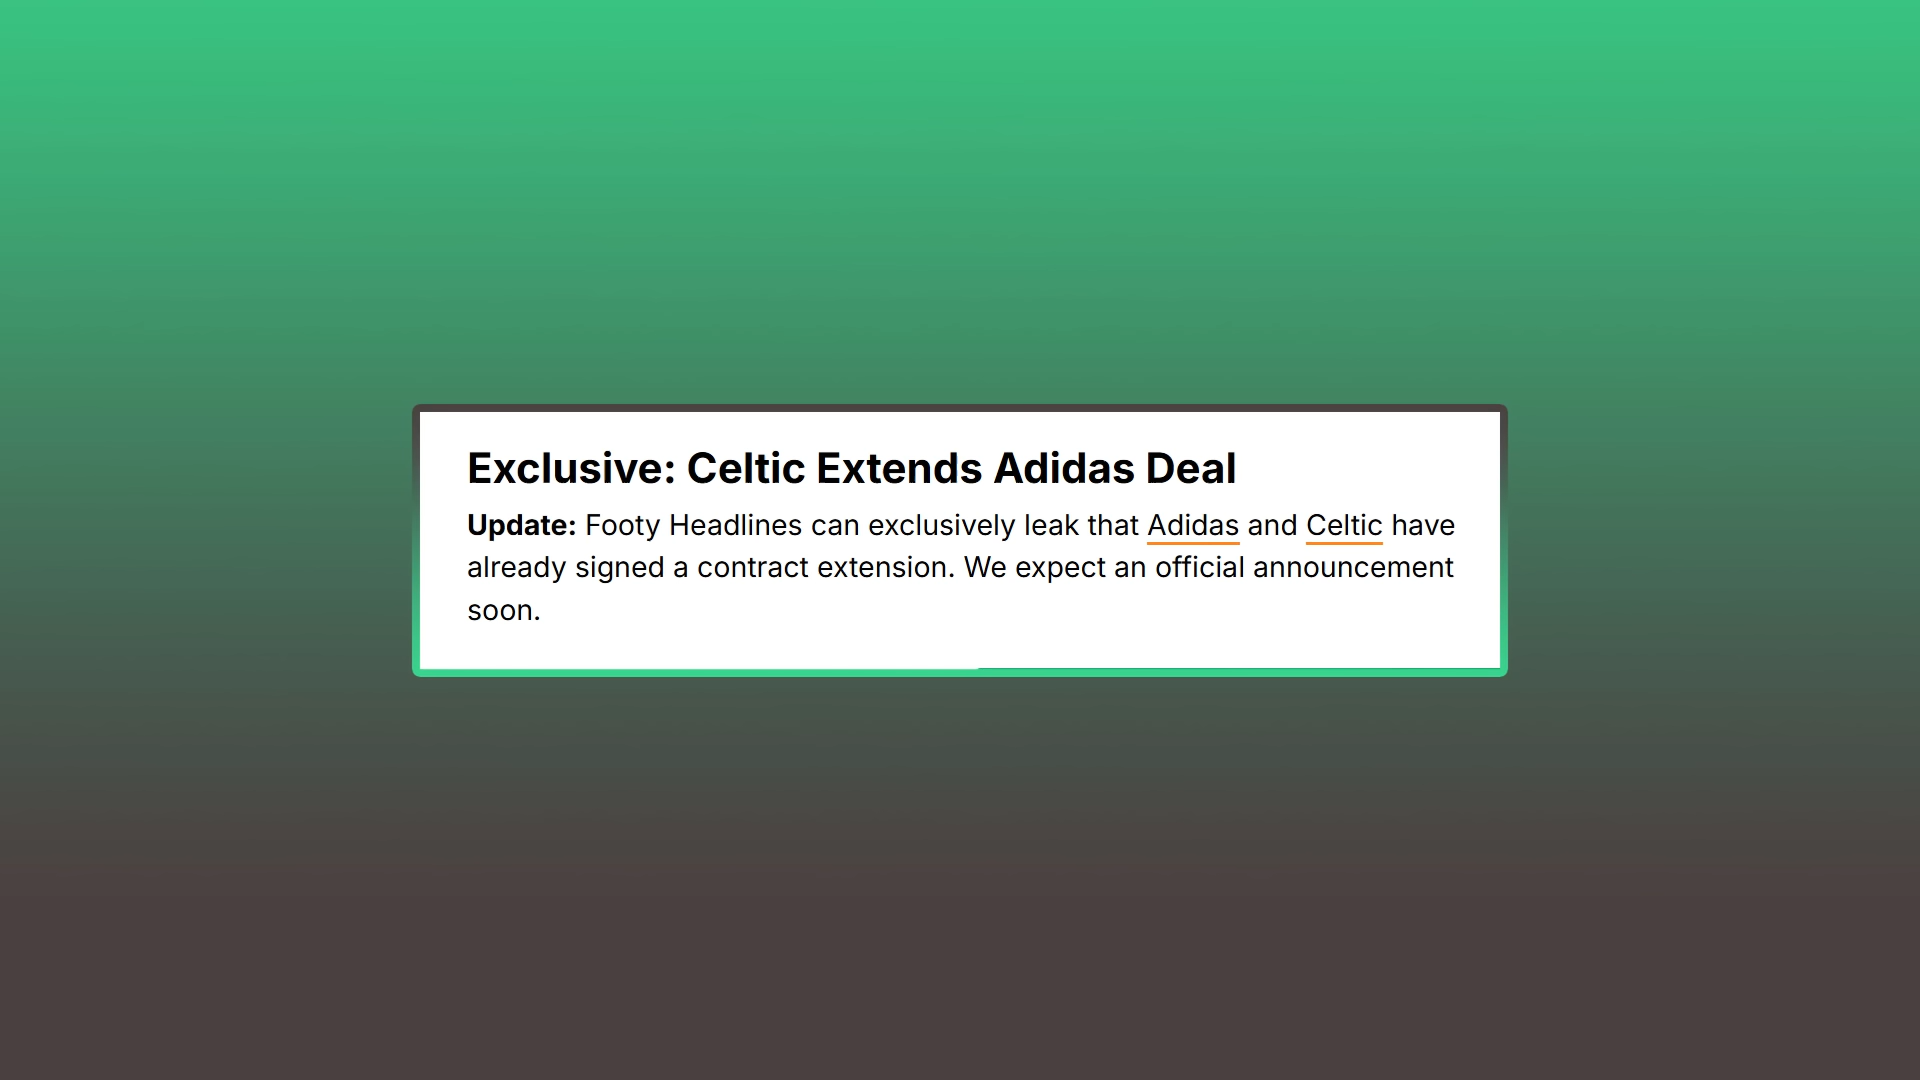 Exclusive: Celtic Extends Adidas Deal
Update: Footy Headlines can exclusively leak that Adidas and Celtic have
already signed a contract extension. We expect an official announcement
soon.